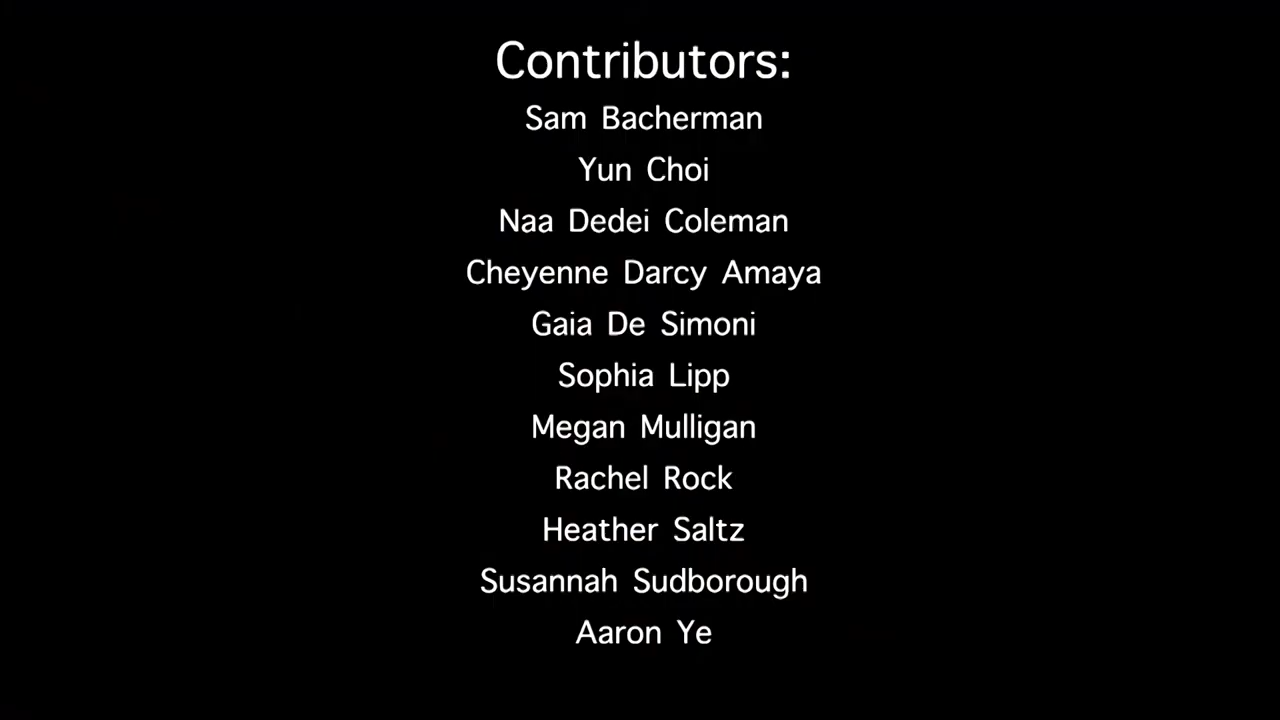 Contributors:
Sam Bacherman
Yun Choi
Naa Dedei Coleman
Cheyenne Darcy Amaya
Gaia De Simoni
Sophia Lipp
Megan Mulligan
Rachel Rock
Heather Saltz
Susannah Sudborough
Aaron Ye